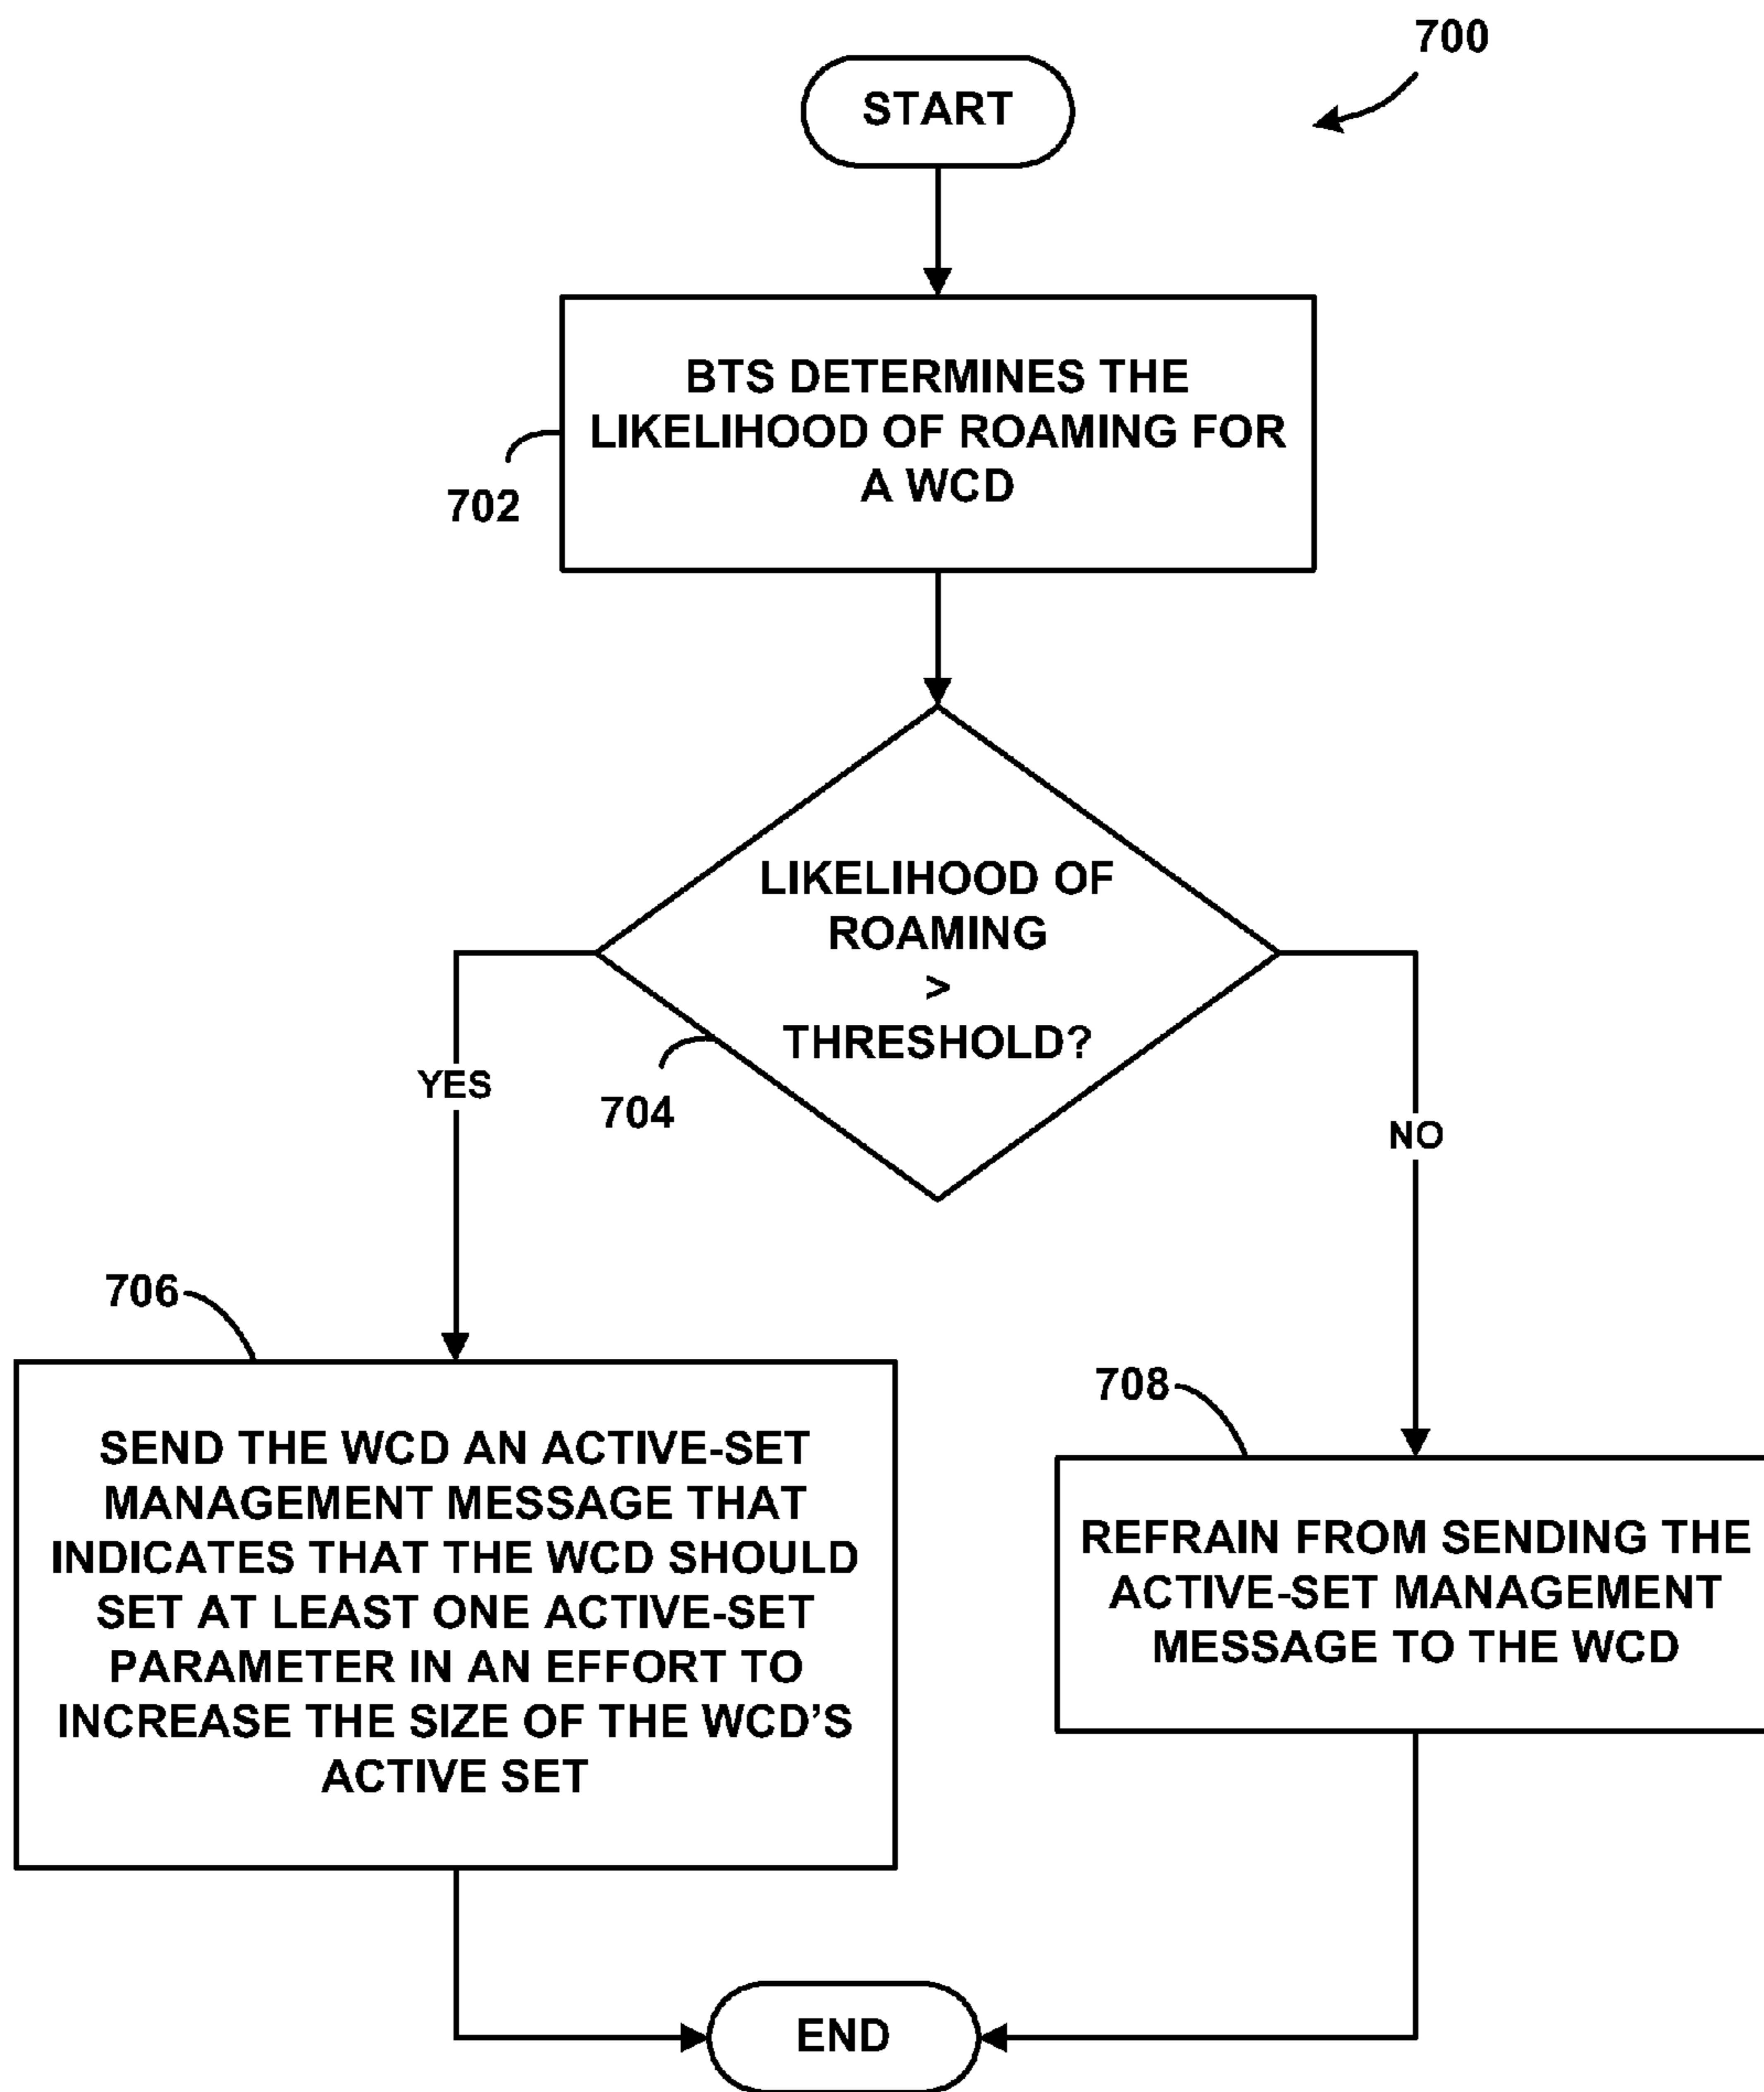 700
START
BTS DETERMINES THE
LIKELIHOOD OF ROAMING FOR
A WCD
702
LIKELIHOOD OF
ROAMING
>
THRESHOLD?
704
YES
NO
706
SEND THE WCD AN ACTIVE-SET
MANAGEMENT MESSAGE THAT
INDICATES THAT THE WCD SHOULD
SET AT LEAST ONE ACTIVE-SET
PARAMETER IN AN EFFORT TO
INCREASE THE SIZE OF THE WCD’S
ACTIVE SET
708
REFRAIN FROM SENDING THE
ACTIVE-SET MANAGEMENT
MESSAGE TO THE WCD
END